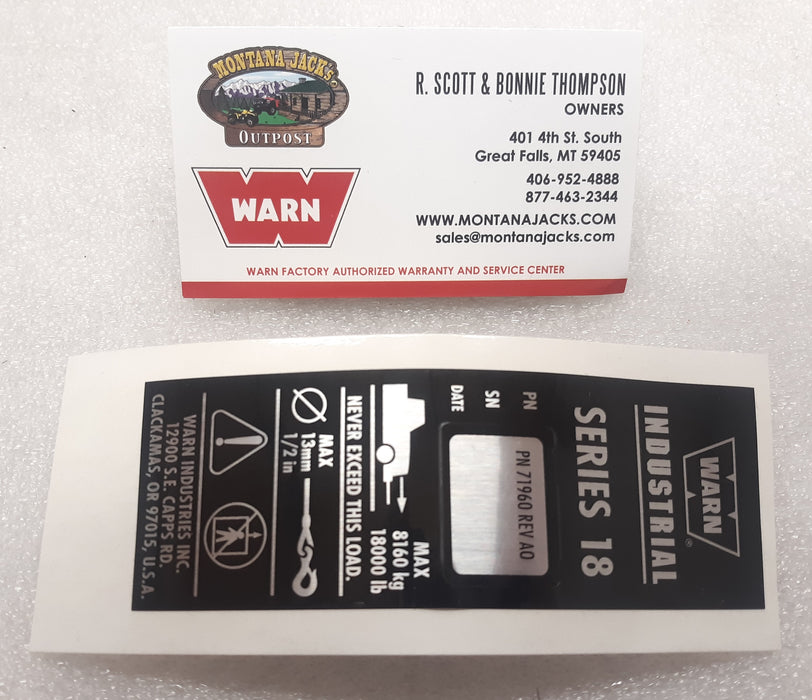 MONTANA JACK'S
OUTPOST
WARN
R. SCOTT & BONNIE THOMPSON
OWNERS
401 4th St. South
Great Falls, MT 59405
406-952-4888
877-463-2344
WWW.MONTANAJACKS.COM
sales@montanajacks.com
WARN FACTORY AUTHORIZED WARRANTY AND SERVICE CENTER
WARN®
INDUSTRIAL
SERIES 18
PN
SN
DATE
PN 71960 REV A0
MAX
8160 kg
18000 lb
NEVER EXCEED THIS LOAD.
MAX
13mm
1/2 in
WARN INDUSTRIES INC.
12900 S.E. CAPPS RD.
CLACKAMAS, OR 97015, U.S.A.